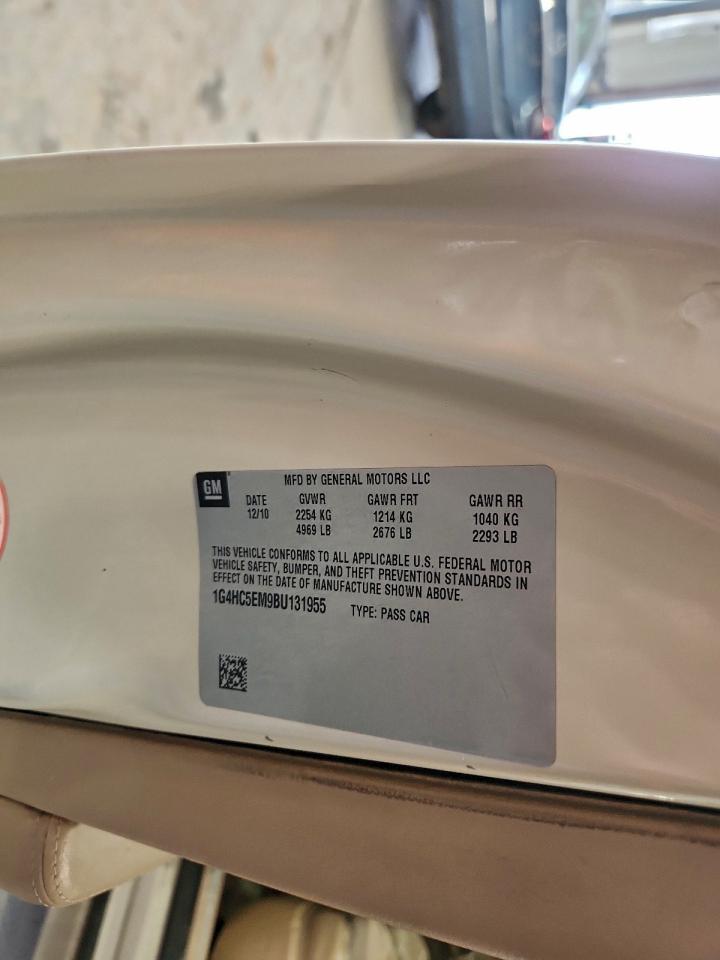 GM
MFD BY GENERAL MOTORS LLC
DATE GVWR GAWR FRT GAWR RR
12/10 2254 KG 1214 KG 1040 KG
4969 LB 2676 LB 2293 LB
THIS VEHICLE CONFORMS TO ALL APPLICABLE U.S. FEDERAL MOTOR
VEHICLE SAFETY, BUMPER, AND THEFT PREVENTION STANDARDS IN
EFFECT ON THE DATE OF MANUFACTURE SHOWN ABOVE.
1G4HC5EM9BU131955 TYPE: PASS CAR